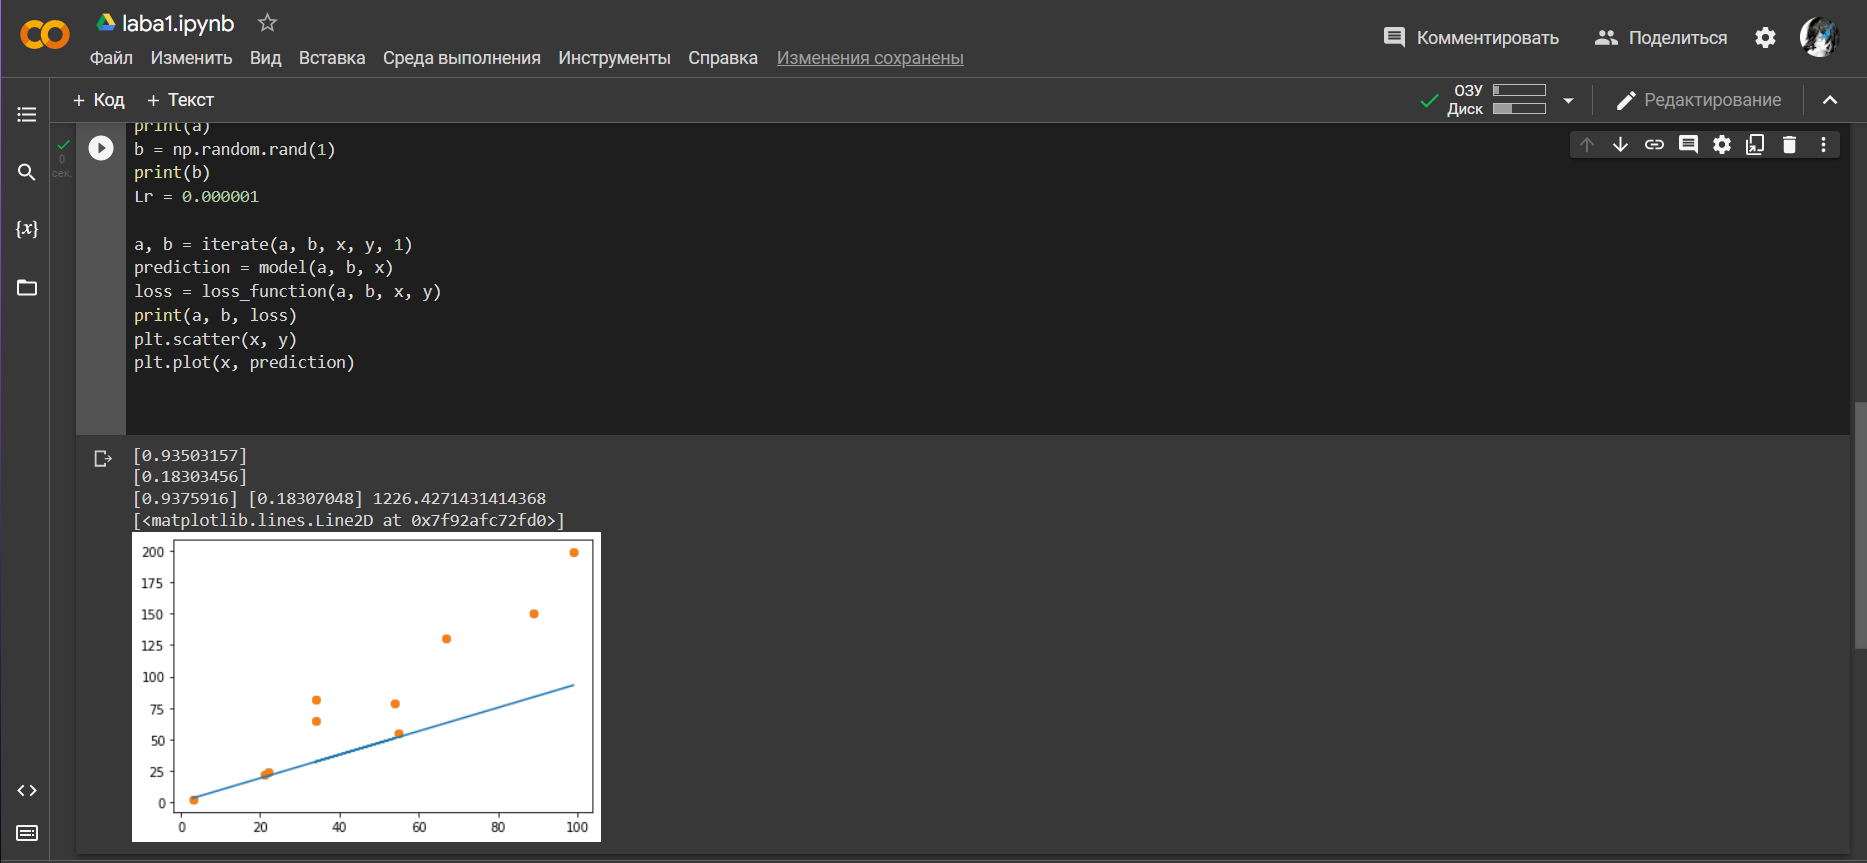 laba1.ipynb
Файл Изменить Вид Вставка Среда выполнения Инструменты Справка Изменения сохранены
Комментировать Поделиться
+ Код + Текст
ОЗУ
Диск
Редактирование
print(a)
b = np.random.rand(1)
print(b)
Lr = 0.000001
a, b = iterate(a, b, x, y, 1)
prediction = model(a, b, x)
loss = loss_function(a, b, x, y)
print(a, b, loss)
plt.scatter(x, y)
plt.plot(x, prediction)
0
сек.
{x}
[0.93503157]
[0.18303456]
[0.9375916] [0.18307048] 1226.4271431414368
[<matplotlib.lines.Line2D at 0x7f92afc72fd0>]
200
175
150
125
100
75
50
25
0
0 20 40 60 80 100